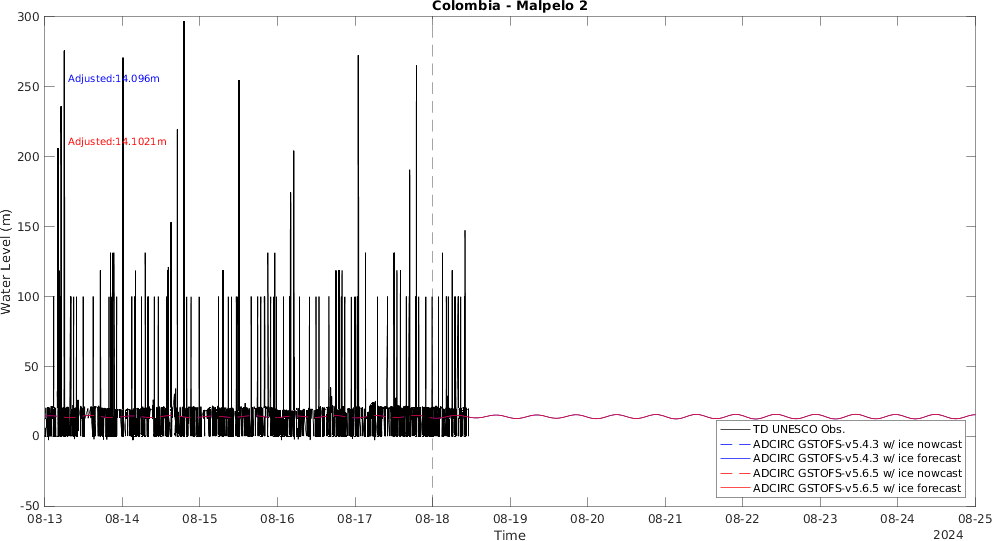 Colombia - Malpelo 2
300
250
200
150
100
50
0
-50
Water Level (m)
Adjusted:14.096m
Adjusted:14.1021m
TD UNESCO Obs.
ADCIRC GSTOFS-v5.4.3 w/ ice nowcast
ADCIRC GSTOFS-v5.4.3 w/ ice forecast
ADCIRC GSTOFS-v5.6.5 w/ ice nowcast
ADCIRC GSTOFS-v5.6.5 w/ ice forecast
08-13 08-14 08-15 08-16 08-17 08-18 08-19 08-20 08-21 08-22 08-23 08-24 08-25
Time
2024